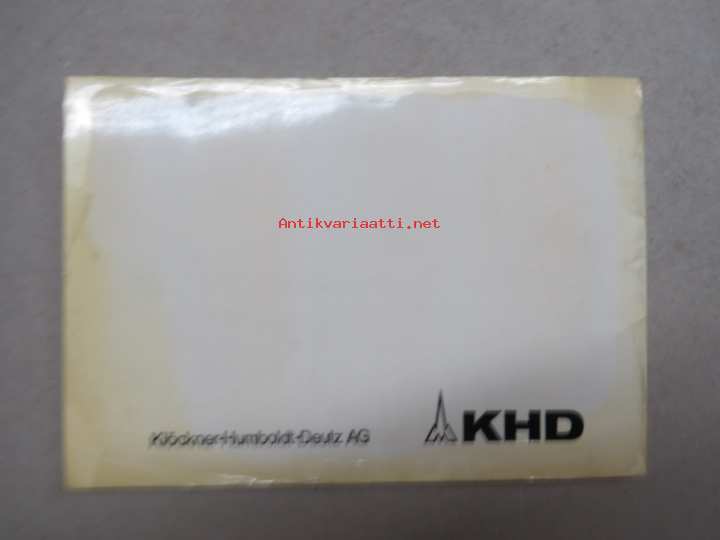 Antikvariaatti.net
Klöckner-Humboldt-Deutz AG
KHD